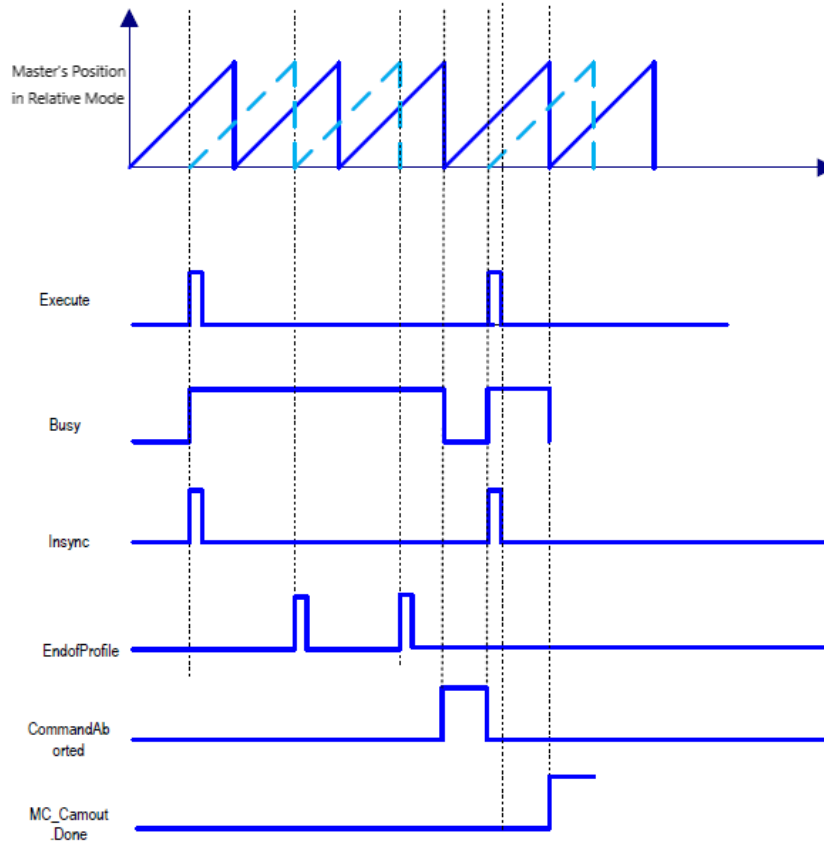 Master's Position
in Relative Mode
Execute
Busy
Insync
EndofProfile
CommandAb
orted
MC_Camout
.Done